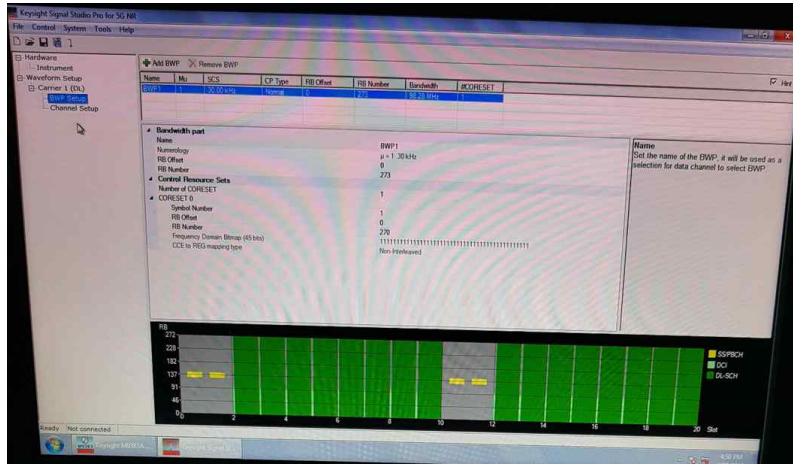 Keysight Signal Studio Pro for 5G NR
File Control System Tools Help
Hardware
Instrument
Waveform Setup
Carrier 1 (DL)
BWP Setup
Channel Setup
Add BWP Remove BWP
Name Mu SCS CP Type RB Offset RB Number Bandwidth #CORESET
BWP1 1 30.00 kHz Normal 0 273 98.28 MHz 1
Bandwidth part
Name BWP1
Numerology μ = 1 30 kHz
RB Offset 0
RB Number 273
Control Resource Sets
Number of CORESET 1
CORESET 0
Symbol Number 1
RB Offset 0
RB Number 270
Frequency Domain Bitmap (45 bits)
CCE to REG mapping type Non-Interleaved
Name
Set the name of the BWP, it will be used as a
selection for data channel to select BWP
RB
272
228
182
137
91
46
0
0 2 4 6 8 10 12 14 16 18 20 Slot
SS/PBCH
DCI
DL-SCH
Ready Not connected
4:50 PM